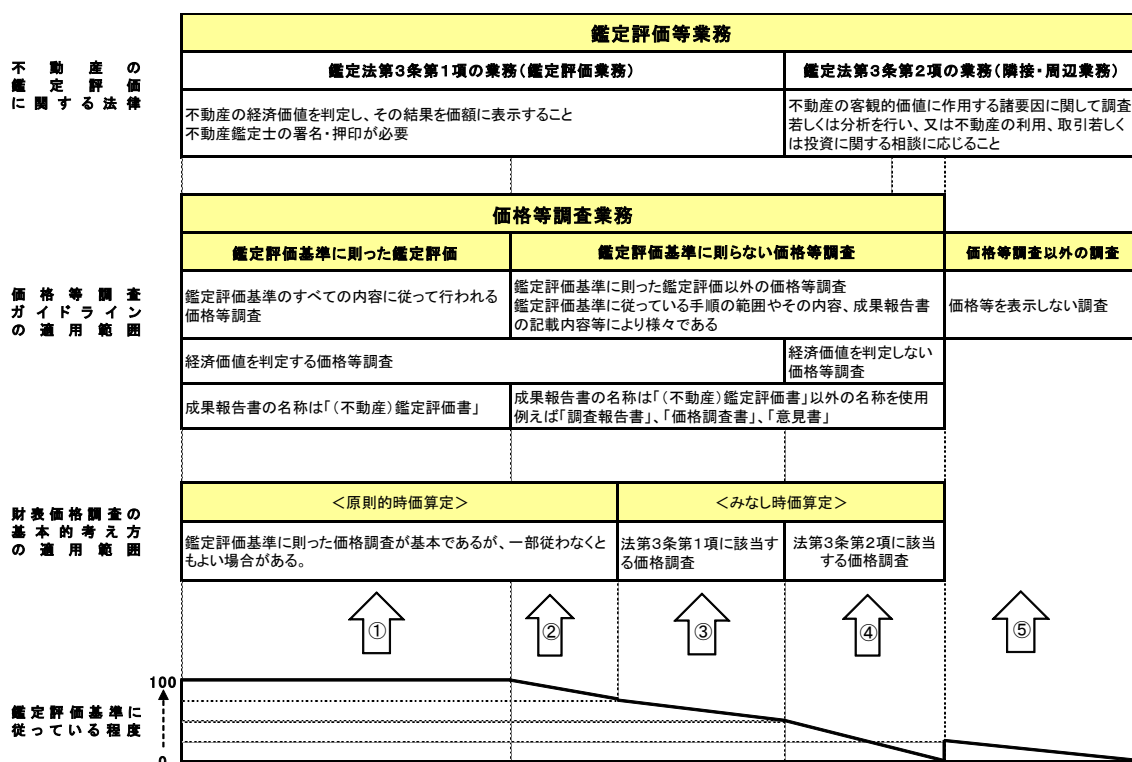 鑑定評価等業務
不動産の
鑑定評価
に関する法律
鑑定法第3条第1項の業務(鑑定評価業務)
鑑定法第3条第2項の業務(隣接・周辺業務)
不動産の経済価値を判定し、その結果を価額に表示すること
不動産鑑定士の署名・押印が必要
不動産の客観的価値に作用する諸要因に関して調査
若しくは分析を行い、又は不動産の利用、取引若しく
は投資に関する相談に応じること
価格等調査業務
鑑定評価基準に則った鑑定評価
鑑定評価基準に則らない価格等調査
価格等調査以外の調査
価格等調査
ガイドライン
の適用範囲
鑑定評価基準のすべての内容に従って行われる
価格等調査
鑑定評価基準に則った鑑定評価以外の価格等調査
鑑定評価基準に従っている手順の範囲やその内容、成果報告書
の記載内容等により様々である
価格等を表示しない調査
経済価値を判定する価格等調査
経済価値を判定しない
価格等調査
成果報告書の名称は「(不動産)鑑定評価書」
成果報告書の名称は「(不動産)鑑定評価書」以外の名称を使用
例えば「調査報告書」、「価格調査書」、「意見書」
財表価格調査の
基本的考え方
の適用範囲
<原則的時価算定>
<みなし時価算定>
鑑定評価基準に則った価格調査が基本であるが、一部従わなくと
もよい場合がある。
法第3条第1項に該当す
る価格調査
法第3条第2項に該当
する価格調査
①
②
③
④
⑤
100
鑑定評価基準に
従っている程度
0